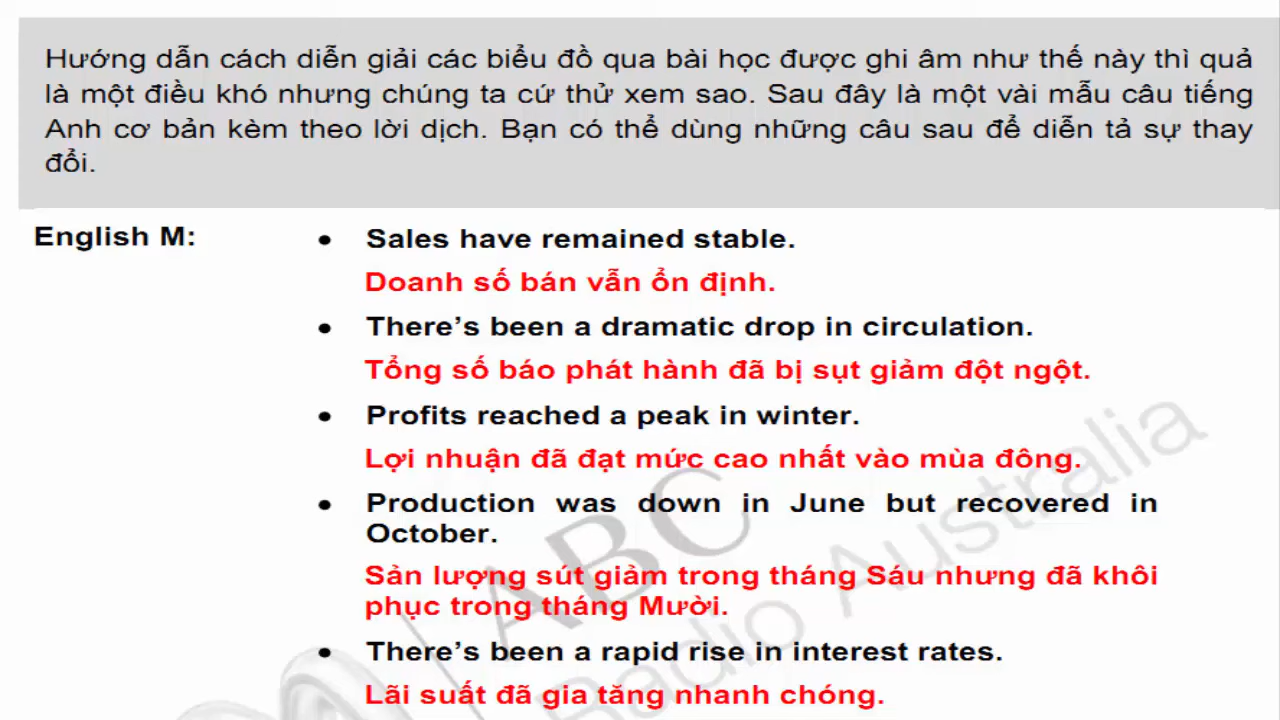 Hướng dẫn cách diễn giải các biểu đồ qua bài học được ghi âm như thế này thì quả
là một điều khó nhưng chúng ta cứ thử xem sao. Sau đây là một vài mẫu câu tiếng
Anh cơ bản kèm theo lời dịch. Bạn có thể dùng những câu sau để diễn tả sự thay
đổi.
English M:
• Sales have remained stable.
Doanh số bán vẫn ổn định.
• There's been a dramatic drop in circulation.
Tổng số báo phát hành đã bị sụt giảm đột ngột.
• Profits reached a peak in winter.
Lợi nhuận đã đạt mức cao nhất vào mùa đông.
• Production was down in June but recovered in
October.
Sản lượng sút giảm trong tháng Sáu nhưng đã khôi
phục trong tháng Mười.
• There's been a rapid rise in interest rates.
Lãi suất đã gia tăng nhanh chóng.
ABC
Radio Australia